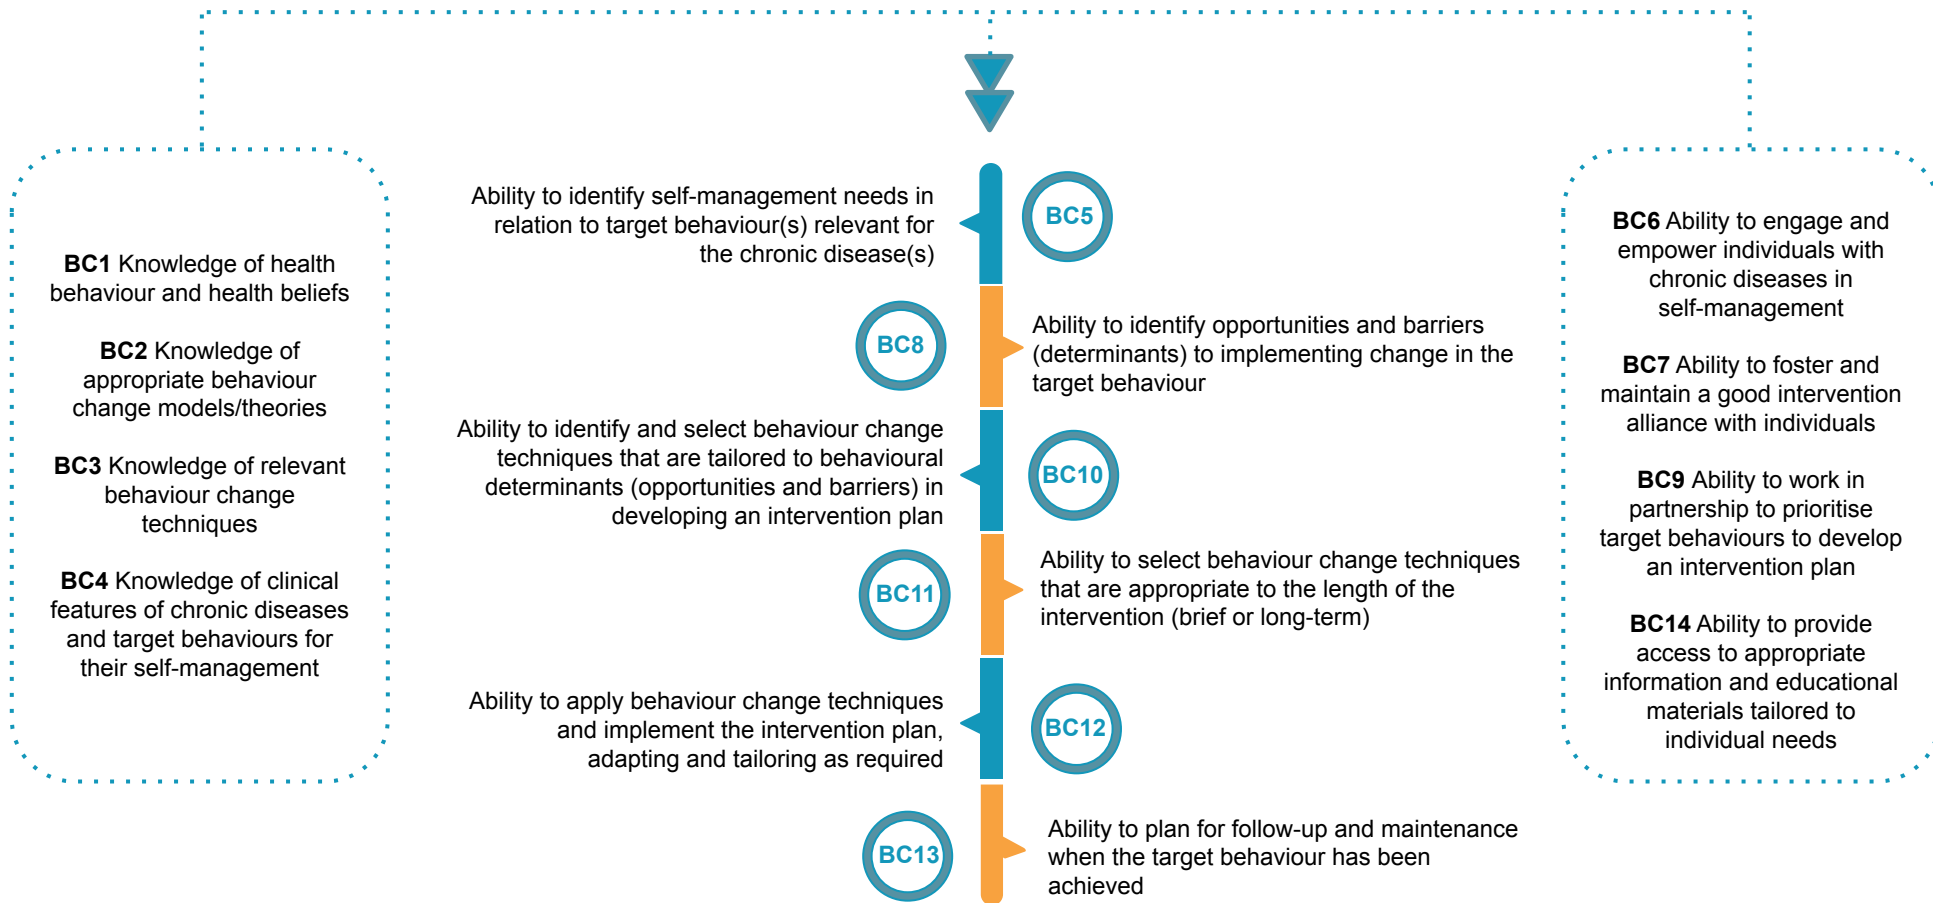 BC1 Knowledge of health
behaviour and health beliefs
BC2 Knowledge of
appropriate behaviour
change models/theories
BC3 Knowledge of relevant
behaviour change
techniques
BC4 Knowledge of clinical
features of chronic diseases
and target behaviours for
their self-management
Ability to identify self-management needs in
relation to target behaviour(s) relevant for
the chronic disease(s)
BC5
BC8
Ability to identify opportunities and barriers
(determinants) to implementing change in the
target behaviour
Ability to identify and select behaviour change
techniques that are tailored to behavioural
determinants (opportunities and barriers) in
developing an intervention plan
BC10
BC11
Ability to select behaviour change techniques
that are appropriate to the length of the
intervention (brief or long-term)
Ability to apply behaviour change techniques
and implement the intervention plan,
adapting and tailoring as required
BC12
BC13
Ability to plan for follow-up and maintenance
when the target behaviour has been
achieved
BC6 Ability to engage and
empower individuals with
chronic diseases in
self-management
BC7 Ability to foster and
maintain a good intervention
alliance with individuals
BC9 Ability to work in
partnership to prioritise
target behaviours to develop
an intervention plan
BC14 Ability to provide
access to appropriate
information and educational
materials tailored to
individual needs